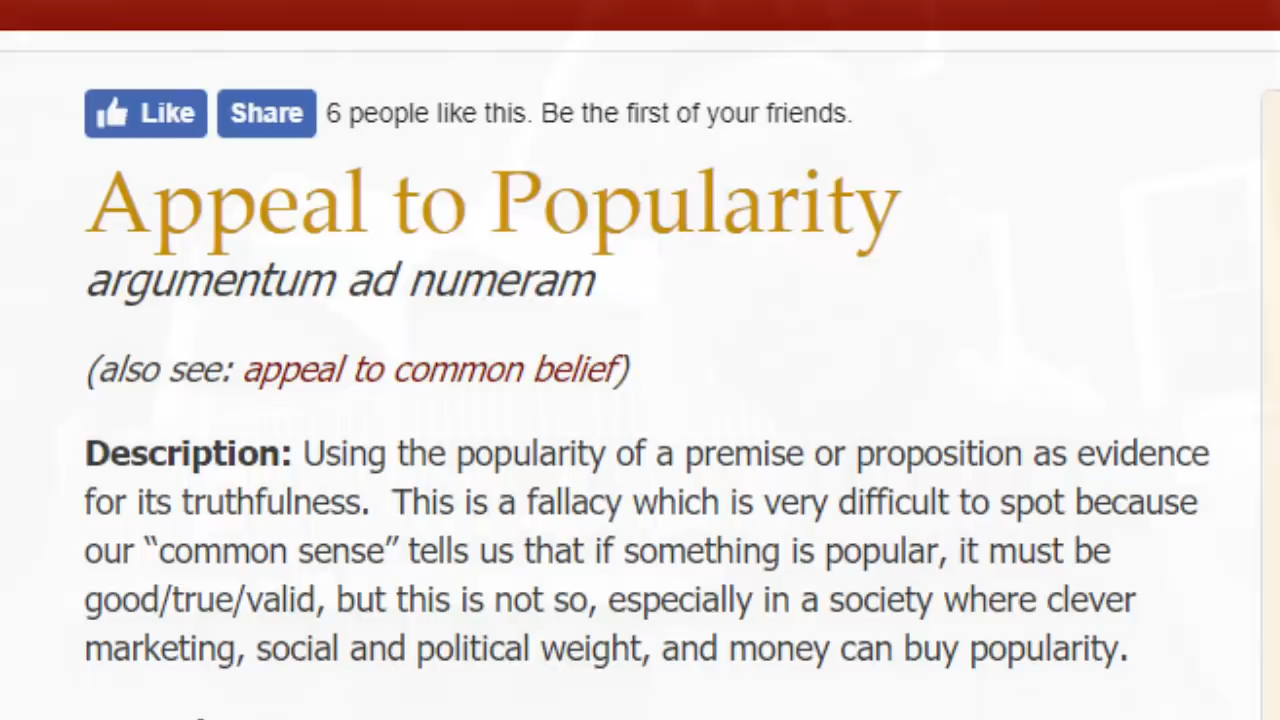 Like Share 6 people like this. Be the first of your friends.
Appeal to Popularity
argumentum ad numeram
(also see: appeal to common belief)
Description: Using the popularity of a premise or proposition as evidence
for its truthfulness. This is a fallacy which is very difficult to spot because
our “common sense” tells us that if something is popular, it must be
good/true/valid, but this is not so, especially in a society where clever
marketing, social and political weight, and money can buy popularity.